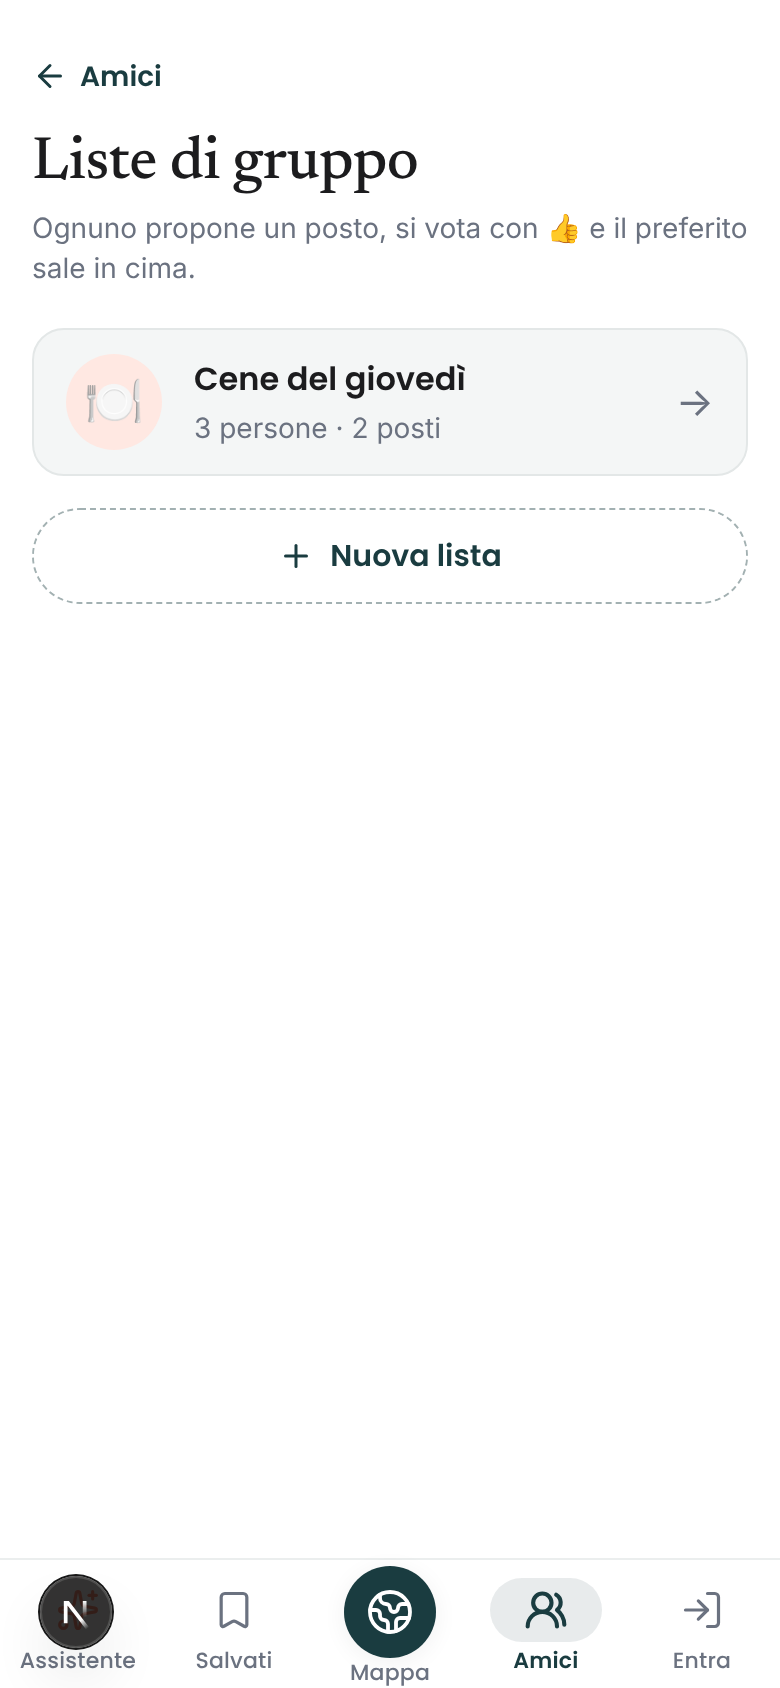 Amici
Liste di gruppo
Ognuno propone un posto, si vota con 👍 e il preferito
sale in cima.
Cene del giovedì
3 persone · 2 posti
Nuova lista
N
Assistente
Salvati
Mappa
Amici
Entra